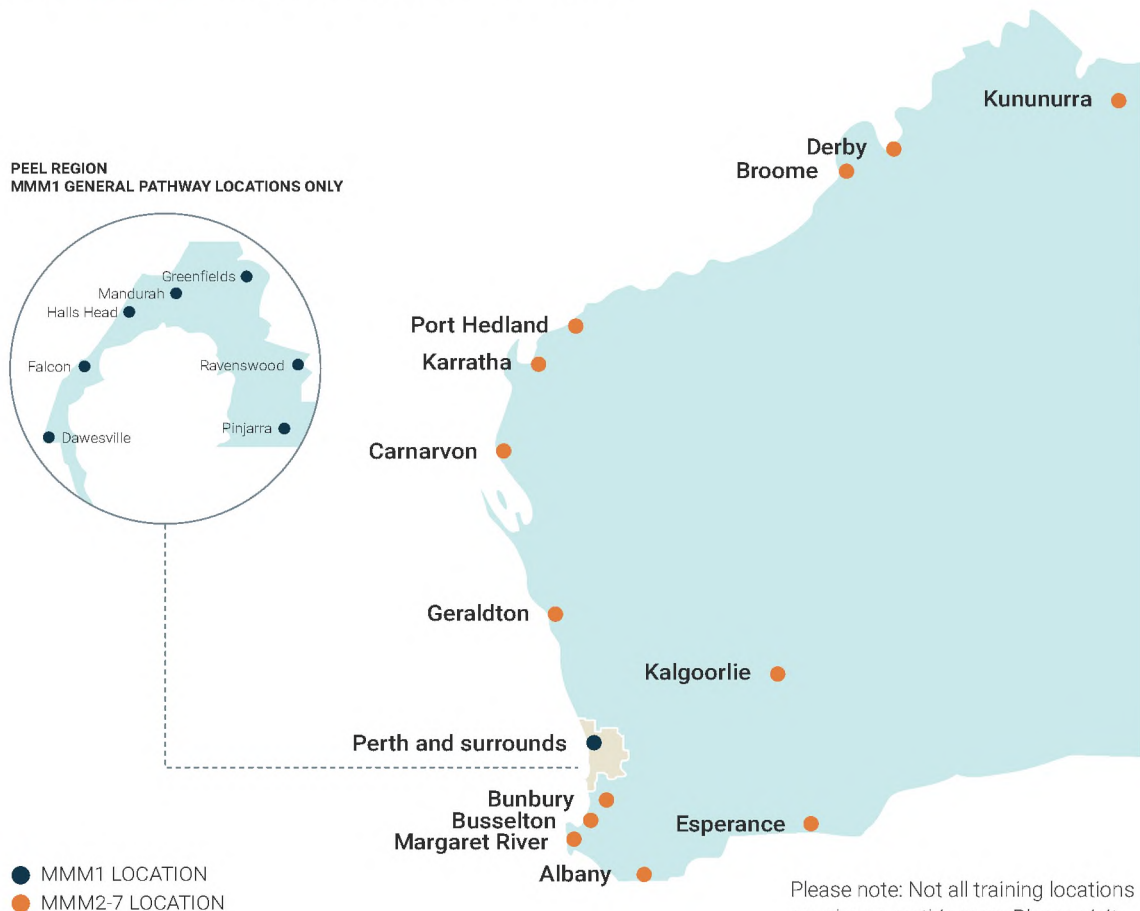 Kununurra
Derby
Broome
PEEL REGION
MMM1 GENERAL PATHWAY LOCATIONS ONLY
Greenfields
Mandurah
Halls Head
Falcon
Ravenswood
Pinjarra
Dawesville
Port Hedland
Karratha
Carnarvon
Geraldton
Kalgoorlie
Perth and surrounds
Bunbury
Busselton
Margaret River
Esperance
Albany
MMM1 LOCATION
MMM2-7 LOCATION
Please note: Not all training locations